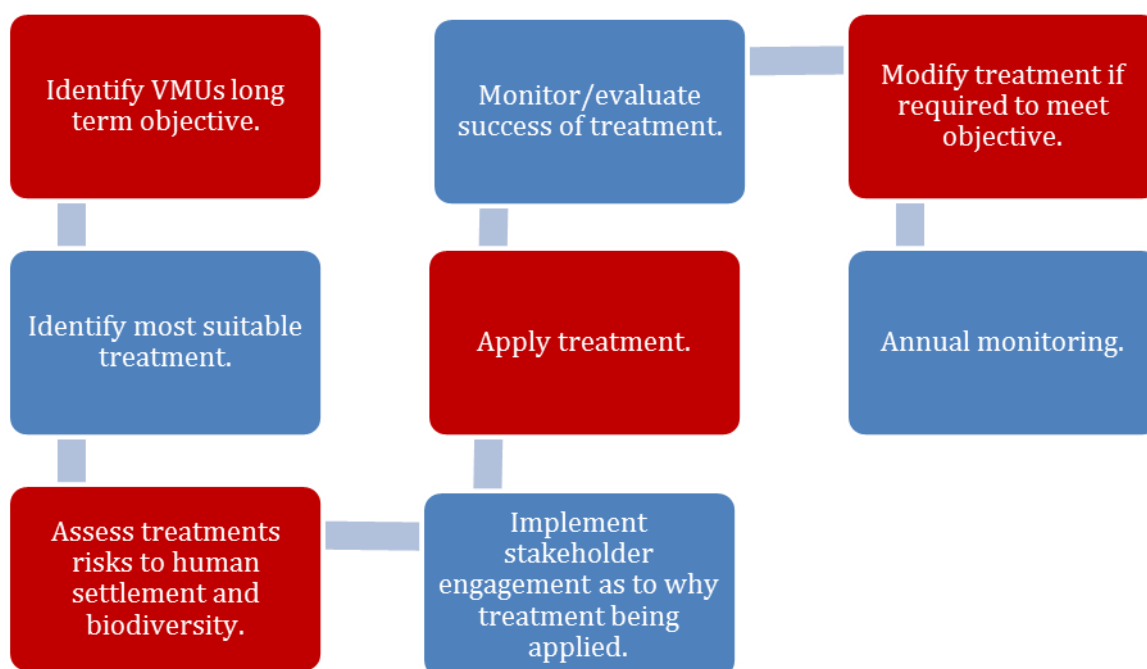 Identify VMUs long
term objective.
Identify most suitable
treatment.
Assess treatments
risks to human
settlement and
biodiversity.
Implement
stakeholder
engagement as to why
treatment being
applied.
Apply treatment.
Monitor/evaluate
success of treatment.
Modify treatment if
required to meet
objective.
Annual monitoring.